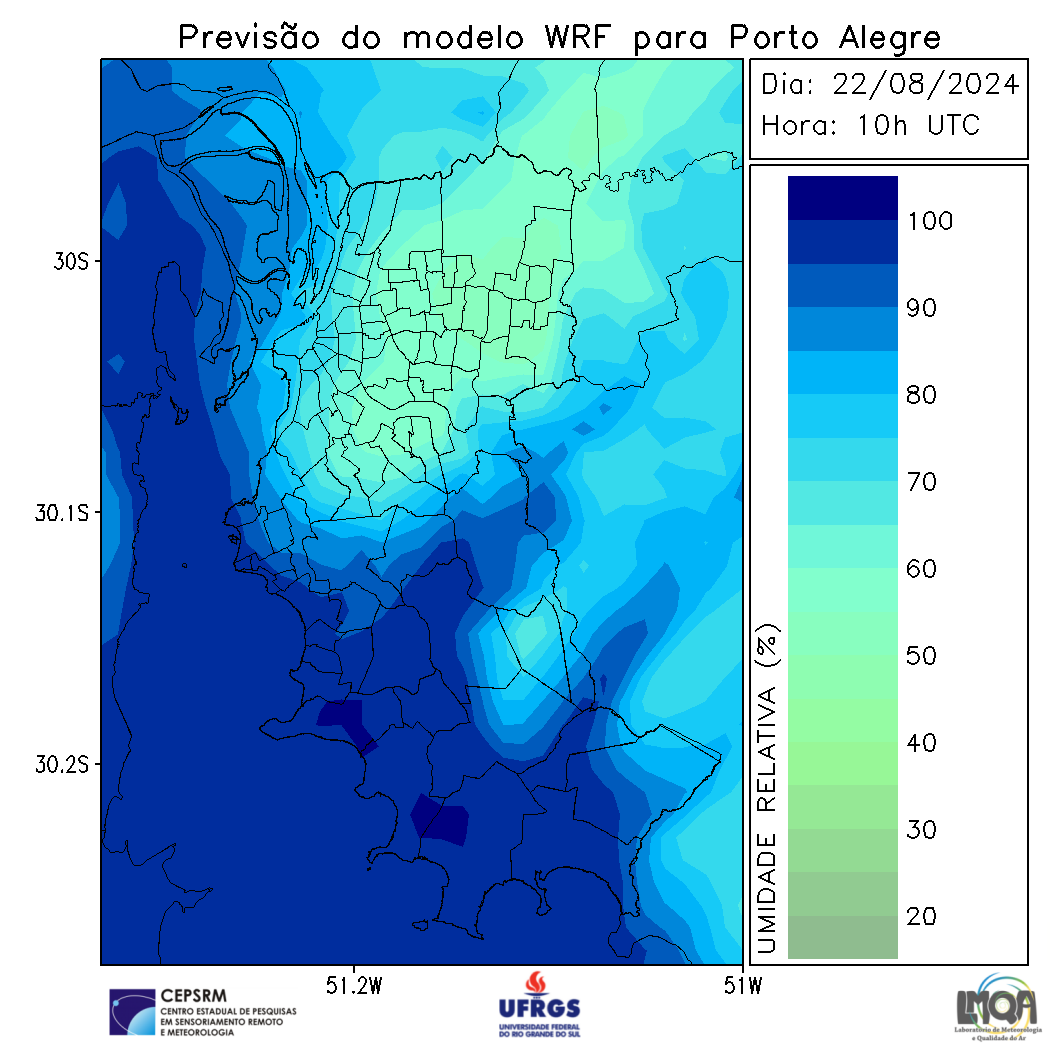 Previsão do modelo WRF para Porto Alegre
Dia: 22/08/2024
Hora: 10h UTC
30S
30.1S
30.2S
51.2W
51W
UMIDADE RELATIVA (%)
100
90
80
70
60
50
40
30
20
CEPSRM
CENTRO ESTADUAL DE PESQUISAS
EM SENSORIAMENTO REMOTO
E METEOROLOGIA
UFRGS
UNIVERSIDADE FEDERAL
DO RIO GRANDE DO SUL
LMQA
Laboratório de Meteorologia
e Qualidade do Ar